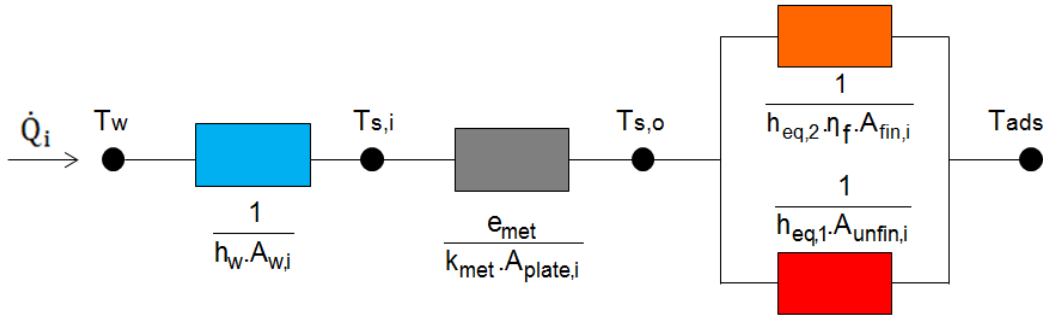 Q̇i
Tw
Ts,i
Ts,o
Tads
1
hw.Aw,i
emet
kmet.Aplate,i
1
heq,2.ηf.Afin,i
1
heq,1.Aunfin,i